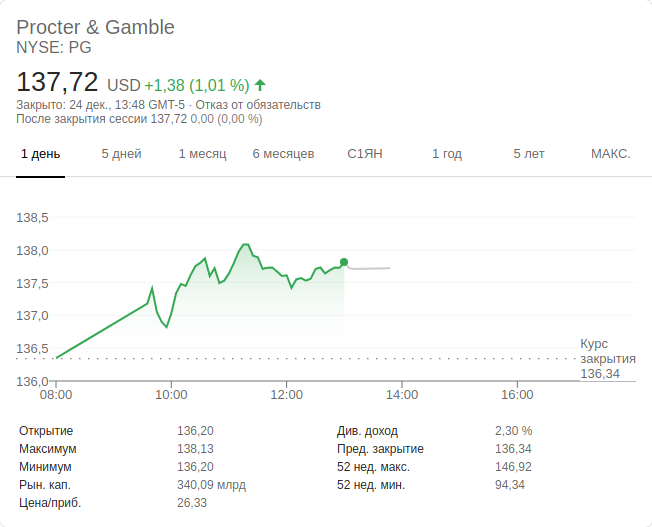 Procter & Gamble
NYSE: PG
137,72 USD +1,38 (1,01 %)
Закрыто: 24 дек., 13:48 GMT-5 · Отказ от обязательств
После закрытия сессии 137,72 0,00 (0,00 %)
1 день 5 дней 1 месяц 6 месяцев С1ЯН 1 год 5 лет МАКС.
138,5
138,0
137,5
137,0
136,5
136,0
Курс
закрытия
136,34
08:00 10:00 12:00 14:00 16:00
Открытие 136,20 Див. доход 2,30 %
Максимум 138,13 Пред. закрытие 136,34
Минимум 136,20 52 нед. макс. 146,92
Рын. кап. 340,09 млрд 52 нед. мин. 94,34
Цена/приб. 26,33